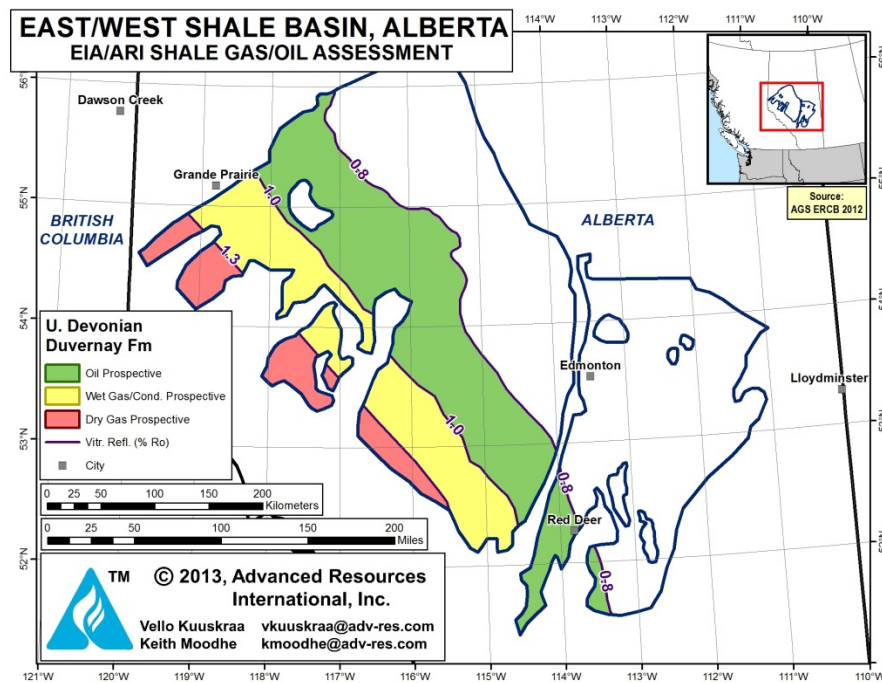 EAST/WEST SHALE BASIN, ALBERTA
EIA/ARI SHALE GAS/OIL ASSESSMENT
114°W
113°W
112°W
111°W
110°W
56°N
56°N
Dawson Creek
Grande Prairie
0.8
1.0
55°N
55°N
Source:
AGS ERCB 2012
BRITISH
COLUMBIA
ALBERTA
1.3
54°N
54°N
U. Devonian
Duvernay Fm
Oil Prospective
Wet Gas/Cond. Prospective
Dry Gas Prospective
Vitr. Refl. (% Ro)
City
Edmonton
Lloydminster
53°N
53°N
1.0
0.8
Red Deer
0.8
0 25 50 100 150 200
Kilometers
0 25 50 100 150 200
Miles
52°N
52°N
TM
© 2013, Advanced Resources
International, Inc.
Vello Kuuskraa vkuuskraa@adv-res.com
Keith Moodhe kmoodhe@adv-res.com
121°W
120°W
119°W
118°W
117°W
116°W
115°W
114°W
113°W
112°W
111°W
110°W